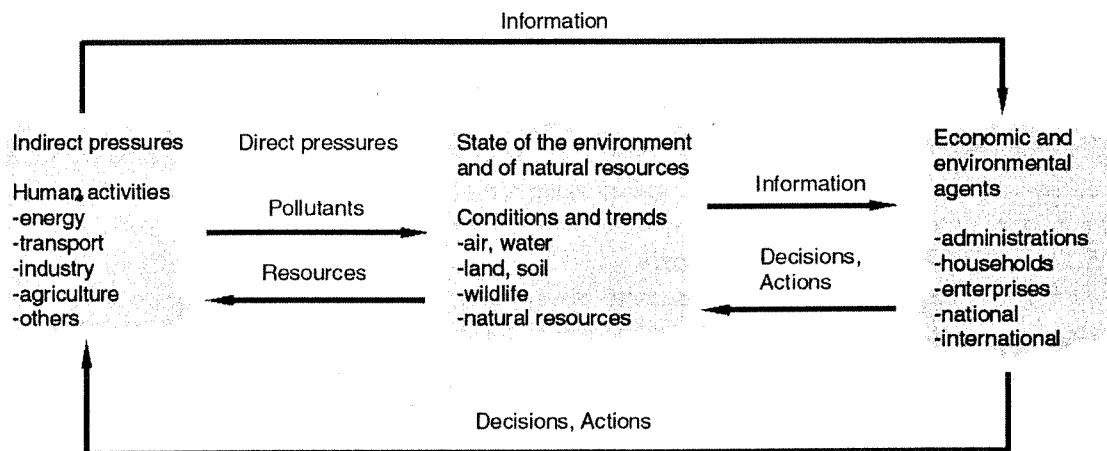 Information
Indirect pressures
Human activities
-energy
-transport
-industry
-agriculture
-others
Direct pressures
Pollutants
Resources
State of the environment
and of natural resources
Conditions and trends
-air, water
-land, soil
-wildlife
-natural resources
Information
Decisions,
Actions
Economic and
environmental
agents
-administrations
-households
-enterprises
-national
-international
Decisions, Actions